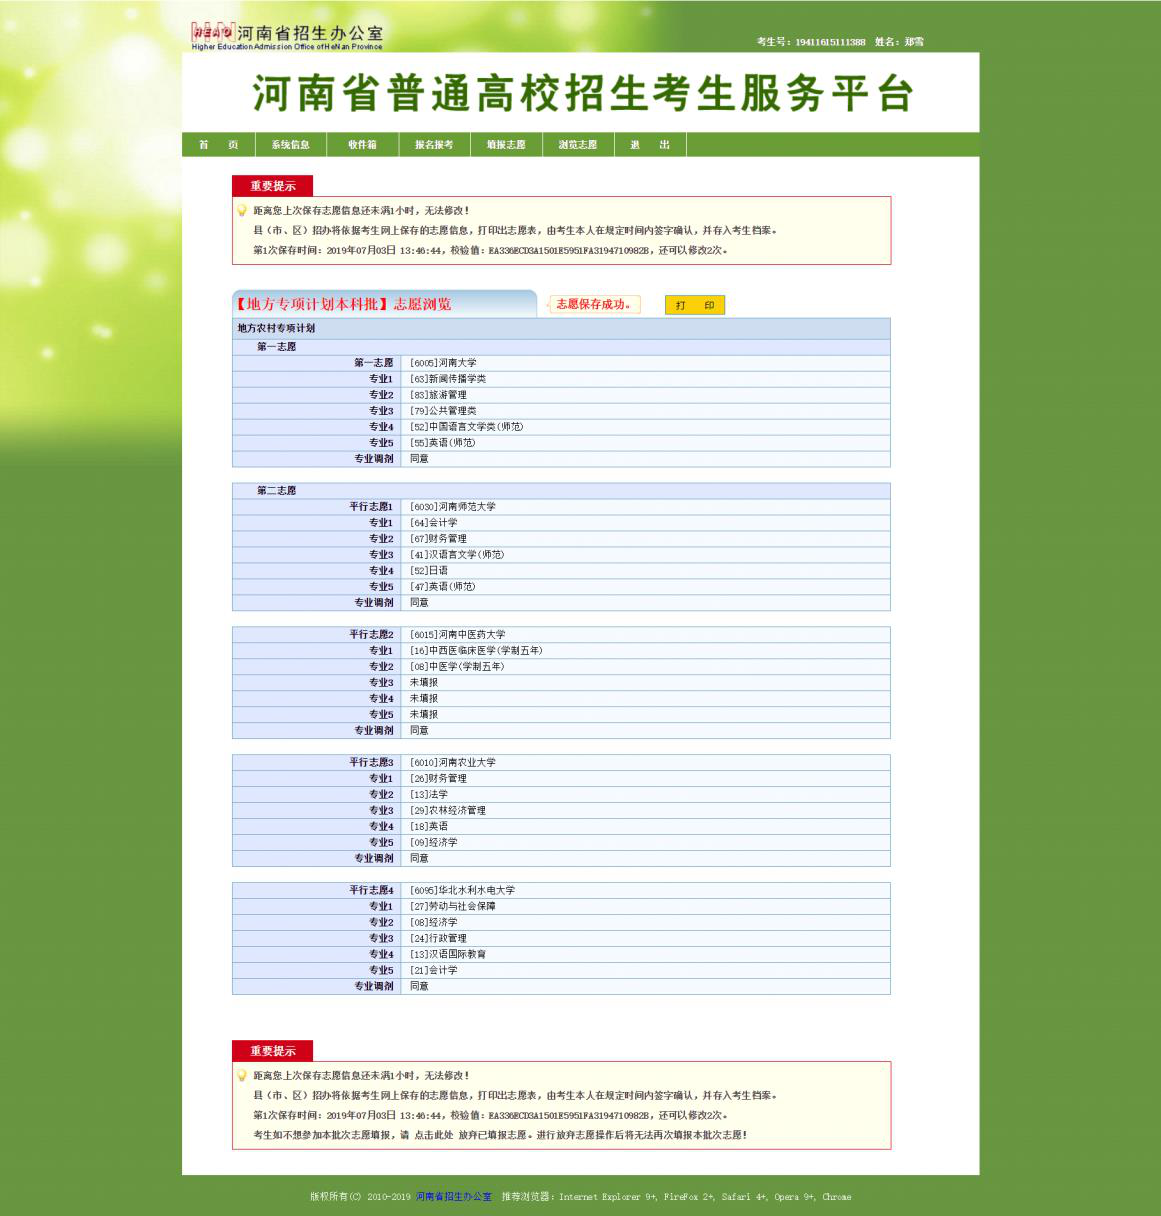 HEAO 河南省招生办公室
Higher Education Admission Office of HeNan Province
考生号：19411615111388 姓名：郑雪
河南省普通高校招生考生服务平台
首 页 系统信息 收件箱 报名报考 填报志愿 浏览志愿 退 出
重要提示
距离您上次保存志愿信息还未满1小时，无法修改！
县（市、区）招办将依据考生网上保存的志愿信息，打印出志愿表，由考生本人在规定时间内签字确认，并存入考生档案。
第1次保存时间：2019年07月03日 13:46:44，校验值：EA336ECD3A1501E5951FA3194710982B，还可以修改2次。
【地方专项计划本科批】志愿浏览 志愿保存成功。 打 印
地方农村专项计划
第一志愿
第一志愿 [6005]河南大学
专业1 [63]新闻传播学类
专业2 [83]旅游管理
专业3 [79]公共管理类
专业4 [52]中国语言文学类(师范)
专业5 [55]英语(师范)
专业调剂 同意
第二志愿
平行志愿1 [6030]河南师范大学
专业1 [64]会计学
专业2 [67]财务管理
专业3 [41]汉语言文学(师范)
专业4 [52]日语
专业5 [47]英语(师范)
专业调剂 同意
平行志愿2 [6015]河南中医药大学
专业1 [16]中西医临床医学(学制五年)
专业2 [08]中医学(学制五年)
专业3 未填报
专业4 未填报
专业5 未填报
专业调剂 同意
平行志愿3 [6010]河南农业大学
专业1 [26]财务管理
专业2 [13]法学
专业3 [29]农林经济管理
专业4 [18]英语
专业5 [09]经济学
专业调剂 同意
平行志愿4 [6095]华北水利水电大学
专业1 [27]劳动与社会保障
专业2 [08]经济学
专业3 [24]行政管理
专业4 [13]汉语国际教育
专业5 [21]会计学
专业调剂 同意
重要提示
距离您上次保存志愿信息还未满1小时，无法修改！
县（市、区）招办将依据考生网上保存的志愿信息，打印出志愿表，由考生本人在规定时间内签字确认，并存入考生档案。
第1次保存时间：2019年07月03日 13:46:44，校验值：EA336ECD3A1501E5951FA3194710982B，还可以修改2次。
考生如不想参加本批次志愿填报，请 点击此处 放弃已填报志愿。进行放弃志愿操作后将无法再次填报本批次志愿！
版权所有(C) 2010-2019 河南省招生办公室 推荐浏览器：Internet Explorer 9+, FireFox 2+, Safari 4+, Opera 9+, Chrome